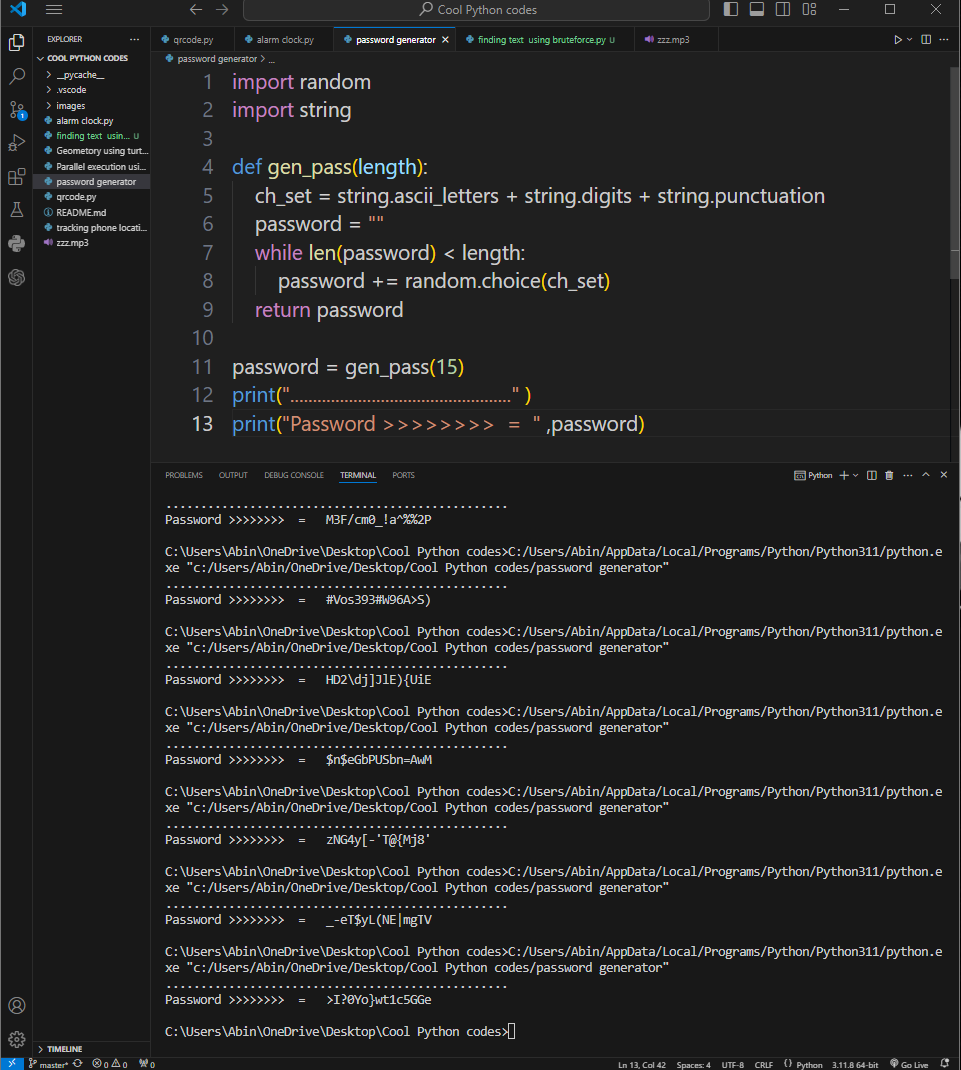 Cool Python codes
EXPLORER
COOL PYTHON CODES
__pycache__
.vscode
images
alarm clock.py
finding text usin... U
Geometory using turt...
Parallel execution usi...
password generator
qrcode.py
README.md
tracking phone locati...
zzz.mp3
TIMELINE
qrcode.py
alarm clock.py
password generator
finding text using bruteforce.py U
zzz.mp3
password generator > ...
1 import random
2 import string
3
4 def gen_pass(length):
5 ch_set = string.ascii_letters + string.digits + string.punctuation
6 password = ""
7 while len(password) < length:
8 password += random.choice(ch_set)
9 return password
10
11 password = gen_pass(15)
12 print("................................................" )
13 print("Password >>>>>>>> = " ,password)
PROBLEMS OUTPUT DEBUG CONSOLE TERMINAL PORTS
Python
................................................
Password >>>>>>>> = M3F/cm0_!a^%%2P
C:\Users\Abin\OneDrive\Desktop\Cool Python codes>C:/Users/Abin/AppData/Local/Programs/Python/Python311/python.e
xe "c:/Users/Abin/OneDrive/Desktop/Cool Python codes/password generator"
................................................
Password >>>>>>>> = #Vos393#W96A>S)
C:\Users\Abin\OneDrive\Desktop\Cool Python codes>C:/Users/Abin/AppData/Local/Programs/Python/Python311/python.e
xe "c:/Users/Abin/OneDrive/Desktop/Cool Python codes/password generator"
................................................
Password >>>>>>>> = HD2\dj]JlE){UiE
C:\Users\Abin\OneDrive\Desktop\Cool Python codes>C:/Users/Abin/AppData/Local/Programs/Python/Python311/python.e
xe "c:/Users/Abin/OneDrive/Desktop/Cool Python codes/password generator"
................................................
Password >>>>>>>> = $n$eGbPUSbn=AwM
C:\Users\Abin\OneDrive\Desktop\Cool Python codes>C:/Users/Abin/AppData/Local/Programs/Python/Python311/python.e
xe "c:/Users/Abin/OneDrive/Desktop/Cool Python codes/password generator"
................................................
Password >>>>>>>> = zNG4y[-'T@{Mj8'
C:\Users\Abin\OneDrive\Desktop\Cool Python codes>C:/Users/Abin/AppData/Local/Programs/Python/Python311/python.e
xe "c:/Users/Abin/OneDrive/Desktop/Cool Python codes/password generator"
................................................
Password >>>>>>>> = _-eT$yL(NE|mgTV
C:\Users\Abin\OneDrive\Desktop\Cool Python codes>C:/Users/Abin/AppData/Local/Programs/Python/Python311/python.e
xe "c:/Users/Abin/OneDrive/Desktop/Cool Python codes/password generator"
................................................
Password >>>>>>>> = >I?0Yo}wt1c5GGe
C:\Users\Abin\OneDrive\Desktop\Cool Python codes>
master* 0 0 0 Ln 13, Col 42 Spaces: 4 UTF-8 CRLF Python 3.11.8 64-bit Go Live